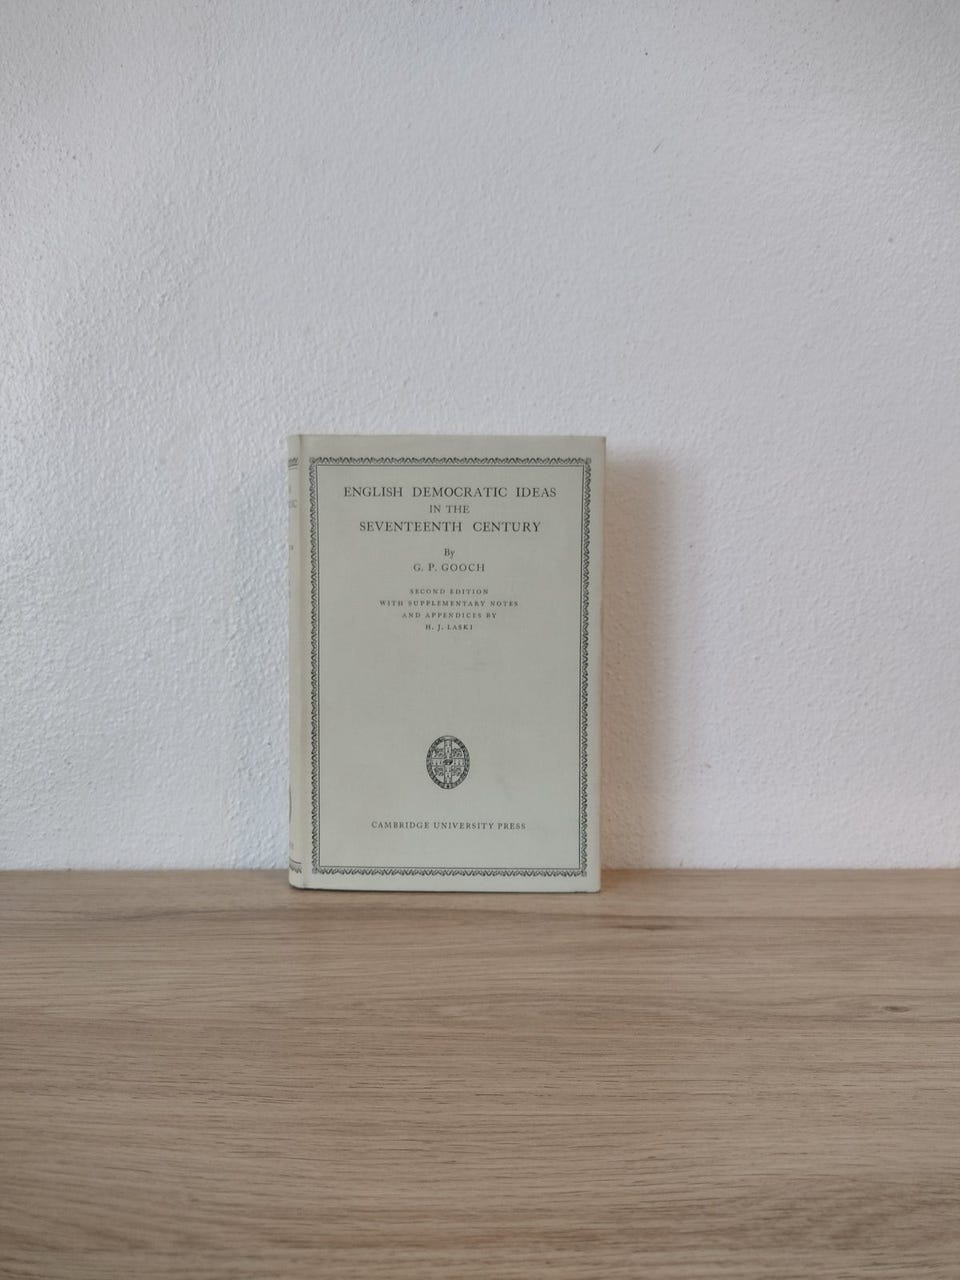 ENGLISH DEMOCRATIC IDEAS
IN THE
SEVENTEENTH CENTURY
By
G. P. GOOCH
SECOND EDITION
WITH SUPPLEMENTARY NOTES
AND APPENDICES BY
H. J. LASKI
CAMBRIDGE UNIVERSITY PRESS